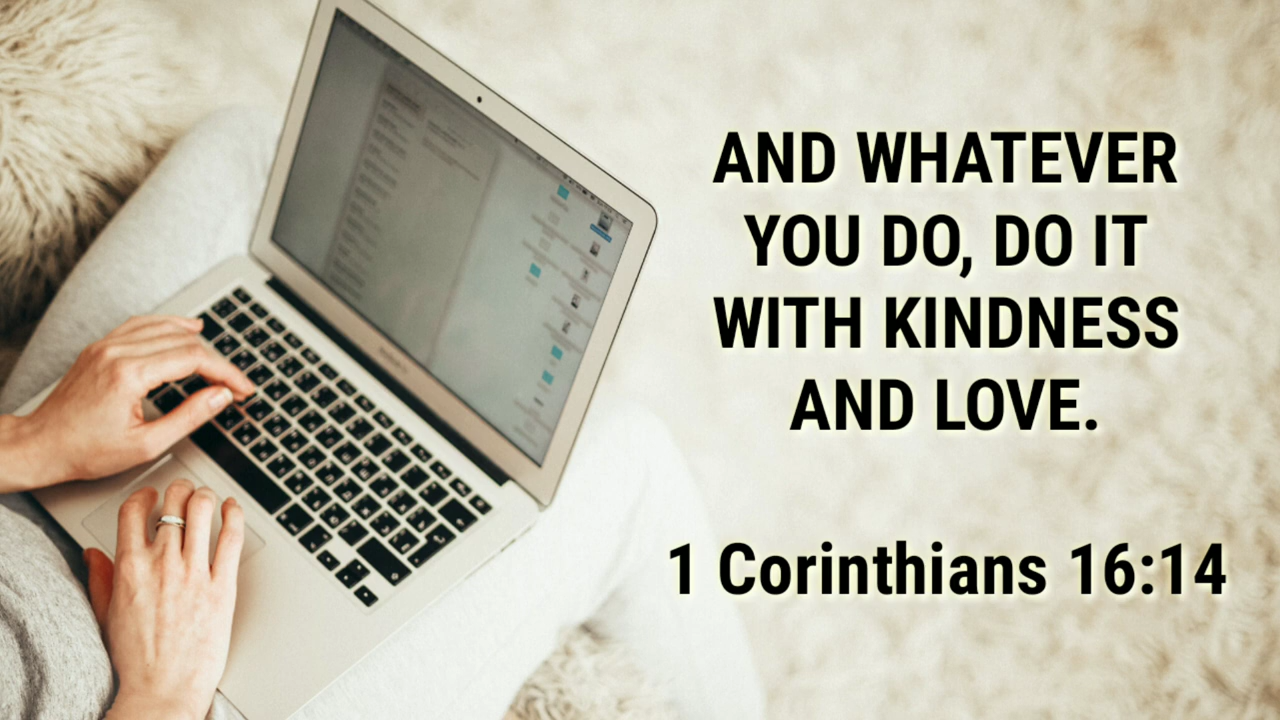 AND WHATEVER
YOU DO, DO IT
WITH KINDNESS
AND LOVE.
1 Corinthians 16:14